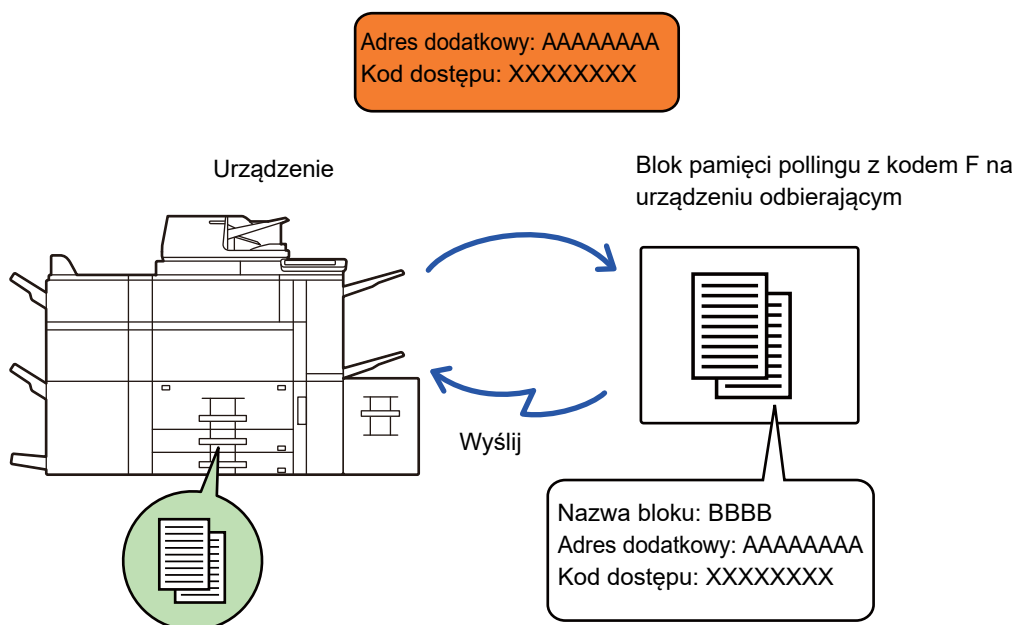 Adres dodatkowy: AAAAAAAA
Kod dostępu: XXXXXXXX
Urządzenie
Blok pamięci pollingu z kodem F na
urządzeniu odbierającym
Wyślij
Nazwa bloku: BBBB
Adres dodatkowy: AAAAAAAA
Kod dostępu: XXXXXXXX